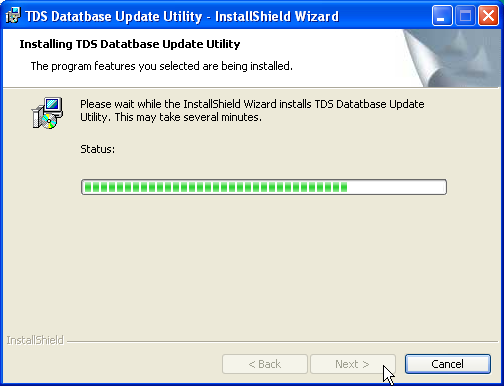 TDS Datatbase Update Utility - InstallShield Wizard
Installing TDS Datatbase Update Utility
The program features you selected are being installed.
Please wait while the InstallShield Wizard installs TDS Datatbase Update
Utility. This may take several minutes.
Status:
InstallShield
< Back
Next >
Cancel